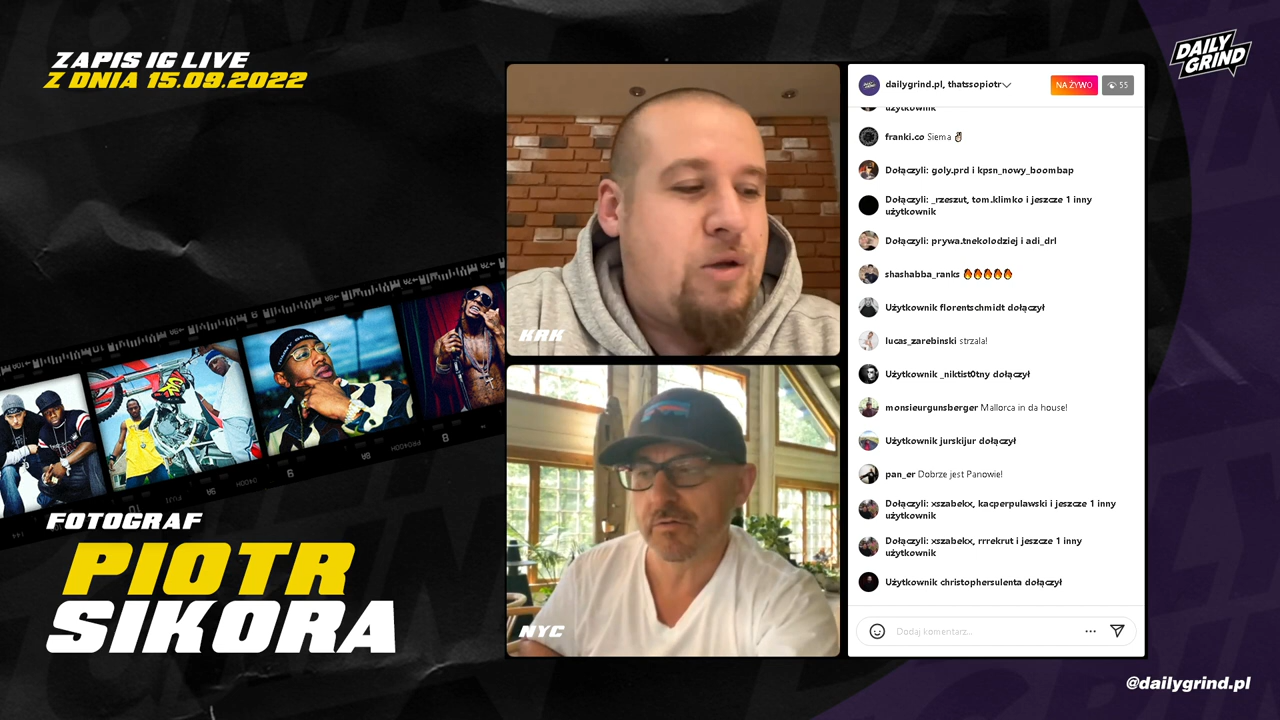 ZAPIS IG LIVE
Z DNIA 15.09.2022
DAILY
GRIND
FOTOGRAF
PIOTR
SIKORA
KRK
NYC
dailygrind.pl, thatssopiotr
NA ŻYWO
55
użytkownik
franki.co Siema ✌🏻
Dołączyli: goly.prd i kpsn_nowy_boombap
Dołączyli: _rzeszut, tom.klimko i jeszcze 1 inny
użytkownik
Dołączyli: prywa.tnekolodziej i adi_drl
shashabba_ranks 🔥🔥🔥🔥🔥
Użytkownik florentschmidt dołączył
lucas_zarebinski strzala!
Użytkownik _niktist0tny dołączył
monsieurgunsberger Mallorca in da house!
Użytkownik jurskijur dołączył
pan_er Dobrze jest Panowie!
Dołączyli: xszabekx, kacperpulawski i jeszcze 1 inny
użytkownik
Dołączyli: xszabekx, rrrekrut i jeszcze 1 inny
użytkownik
Użytkownik christophersulenta dołączył
Dodaj komentarz...
@dailygrind.pl